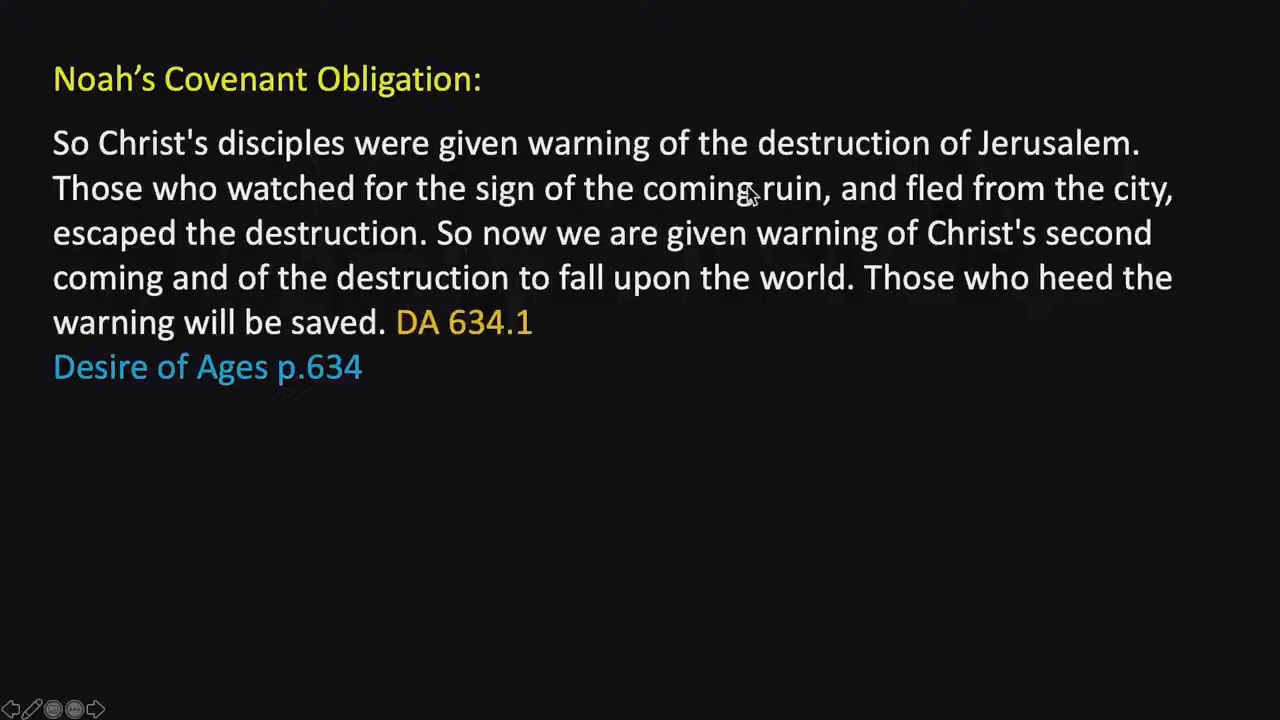 Noah’s Covenant Obligation:
So Christ's disciples were given warning of the destruction of Jerusalem.
Those who watched for the sign of the coming ruin, and fled from the city,
escaped the destruction. So now we are given warning of Christ's second
coming and of the destruction to fall upon the world. Those who heed the
warning will be saved. DA 634.1
Desire of Ages p.634